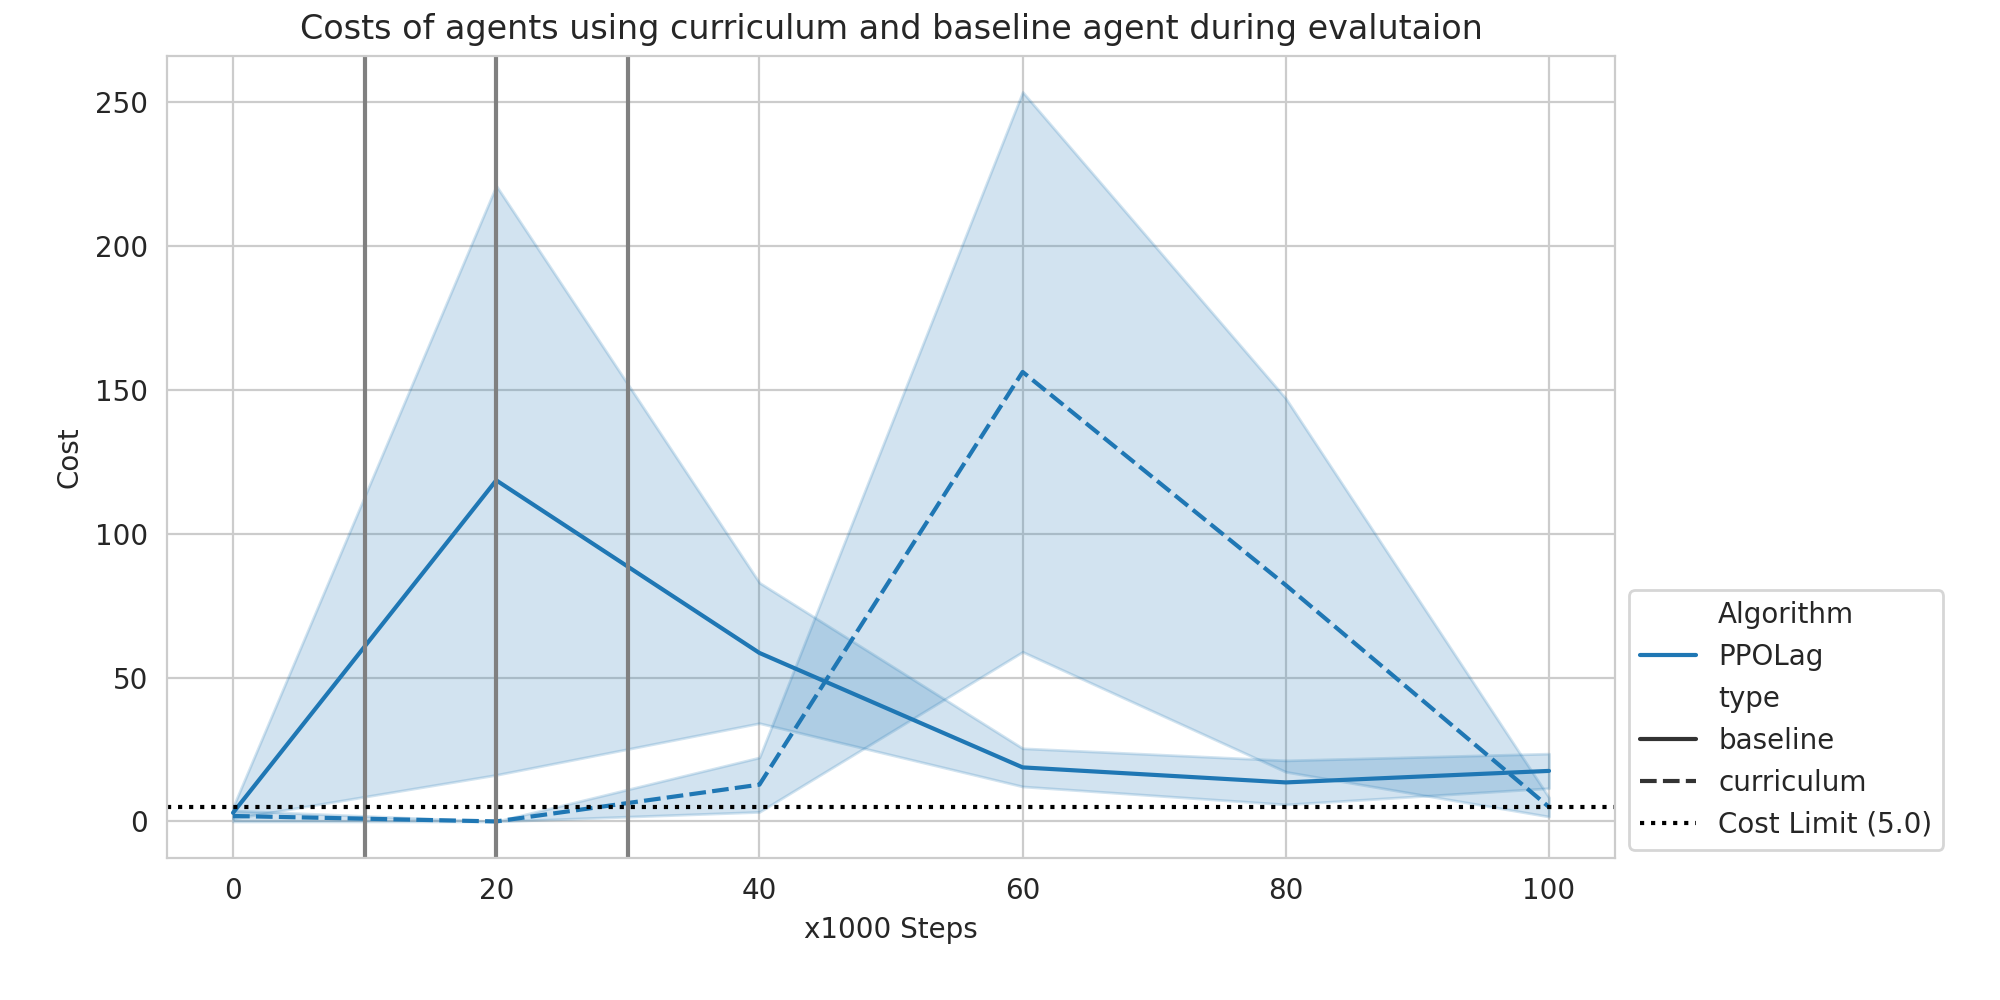 Costs of agents using curriculum and baseline agent during evalutaion
250
200
150
100
50
0
Cost
0 20 40 60 80 100
x1000 Steps
Algorithm
PPOLag
type
baseline
curriculum
Cost Limit (5.0)